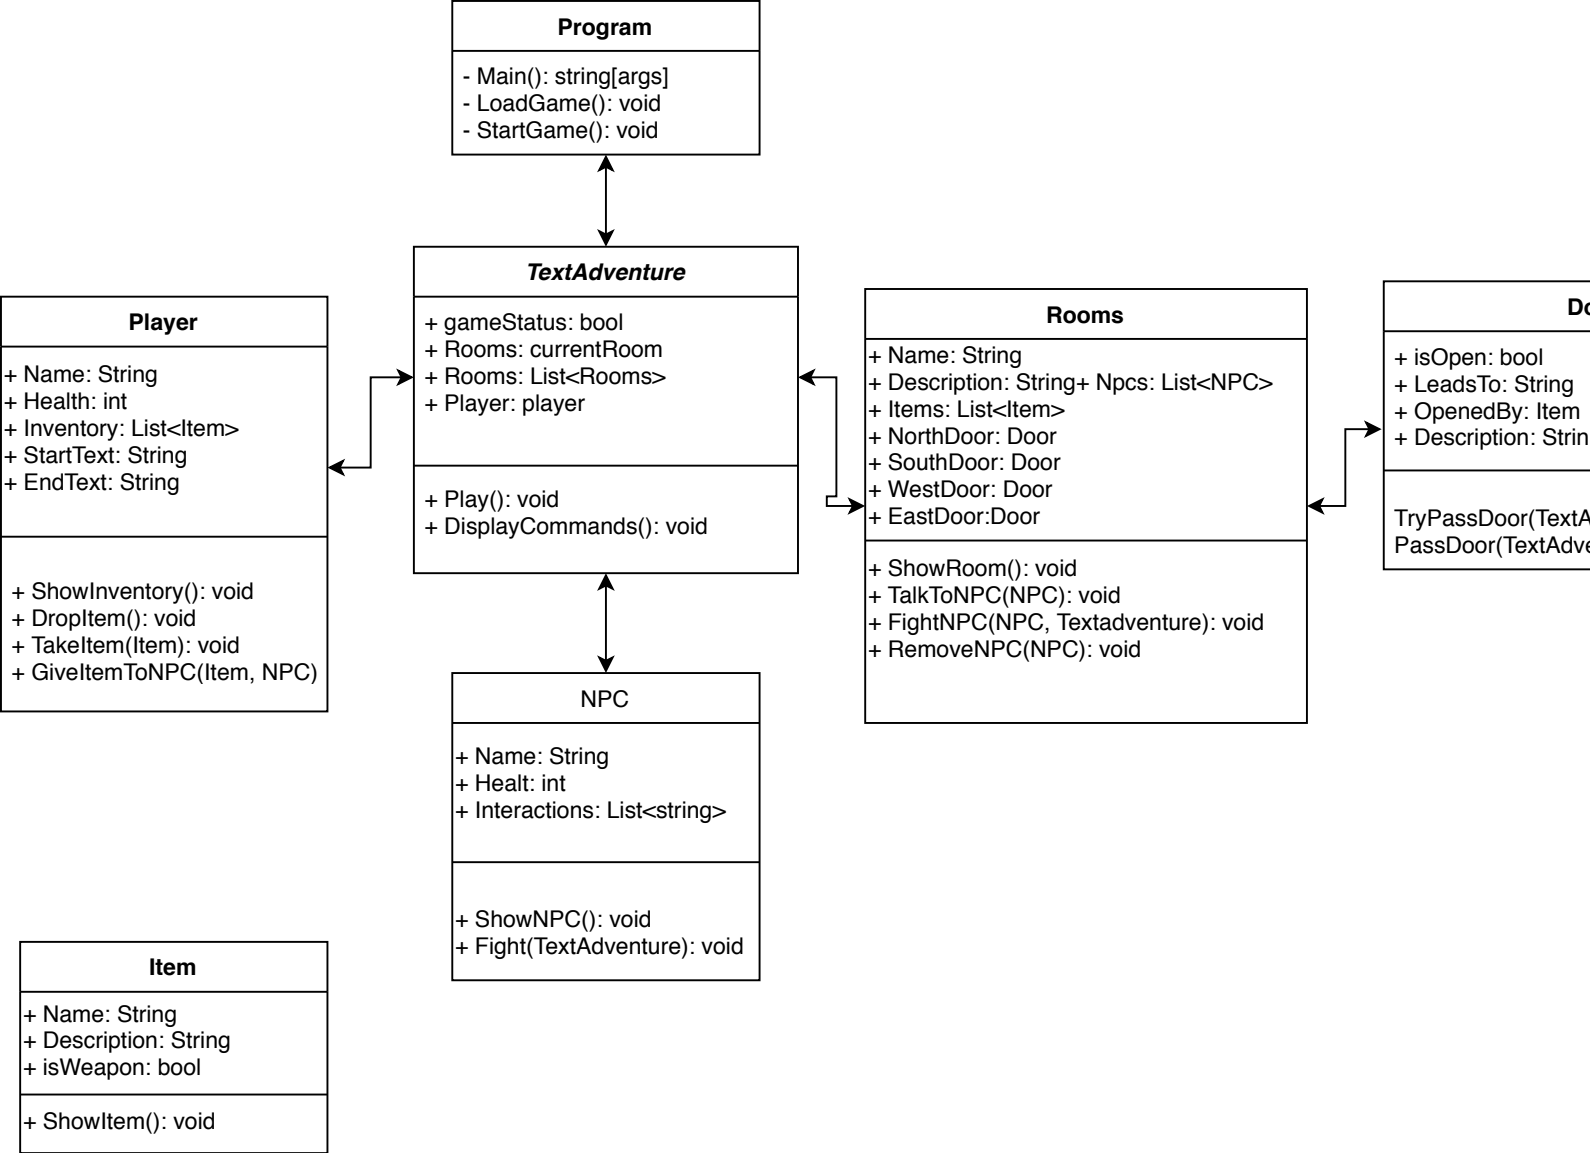 Program
- Main(): string[args]
- LoadGame(): void
- StartGame(): void
TextAdventure
+ gameStatus: bool
+ Rooms: currentRoom
+ Rooms: List<Rooms>
+ Player: player
+ Play(): void
+ DisplayCommands(): void
Player
+ Name: String
+ Health: int
+ Inventory: List<Item>
+ StartText: String
+ EndText: String
+ ShowInventory(): void
+ DropItem(): void
+ TakeItem(Item): void
+ GiveItemToNPC(Item, NPC)
Rooms
+ Name: String
+ Description: String+ Npcs: List<NPC>
+ Items: List<Item>
+ NorthDoor: Door
+ SouthDoor: Door
+ WestDoor: Door
+ EastDoor:Door
+ ShowRoom(): void
+ TalkToNPC(NPC): void
+ FightNPC(NPC, Textadventure): void
+ RemoveNPC(NPC): void
+ isOpen: bool
+ LeadsTo: String
+ OpenedBy: Item
+ Description:
NPC
+ Name: String
+ Healt: int
+ Interactions: List<string>
+ ShowNPC(): void
+ Fight(TextAdventure): void
Item
+ Name: String
+ Description: String
+ isWeapon: bool
+ ShowItem(): void